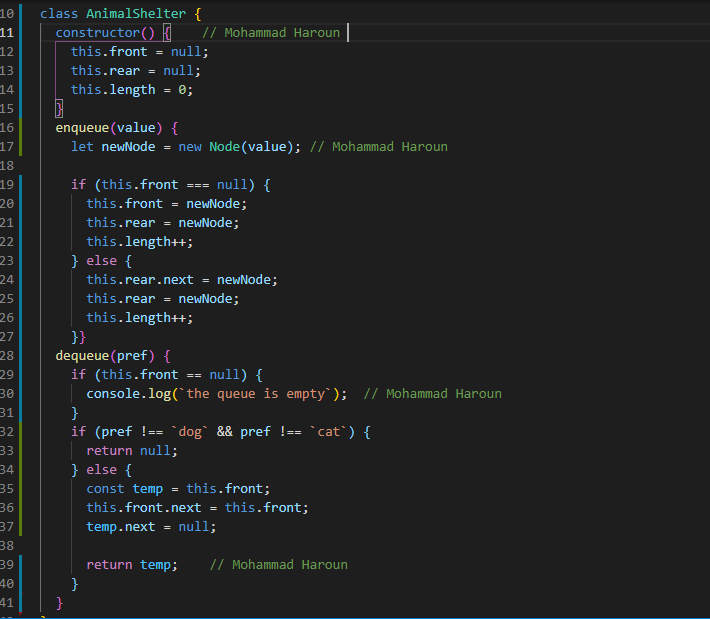 10 class AnimalShelter {
11 constructor() {    // Mohammad Haroun
12 this.front = null;
13 this.rear = null;
14 this.length = 0;
15 }
16 enqueue(value) {
17 let newNode = new Node(value); // Mohammad Haroun
18
19 if (this.front === null) {
20 this.front = newNode;
21 this.rear = newNode;
22 this.length++;
23 } else {
24 this.rear.next = newNode;
25 this.rear = newNode;
26 this.length++;
27 }}
28 dequeue(pref) {
29 if (this.front == null) {
30 console.log(`the queue is empty`);  // Mohammad Haroun
31 }
32 if (pref !== `dog` && pref !== `cat`) {
33 return null;
34 } else {
35 const temp = this.front;
36 this.front.next = this.front;
37 temp.next = null;
38
39 return temp;    // Mohammad Haroun
40 }
41 }